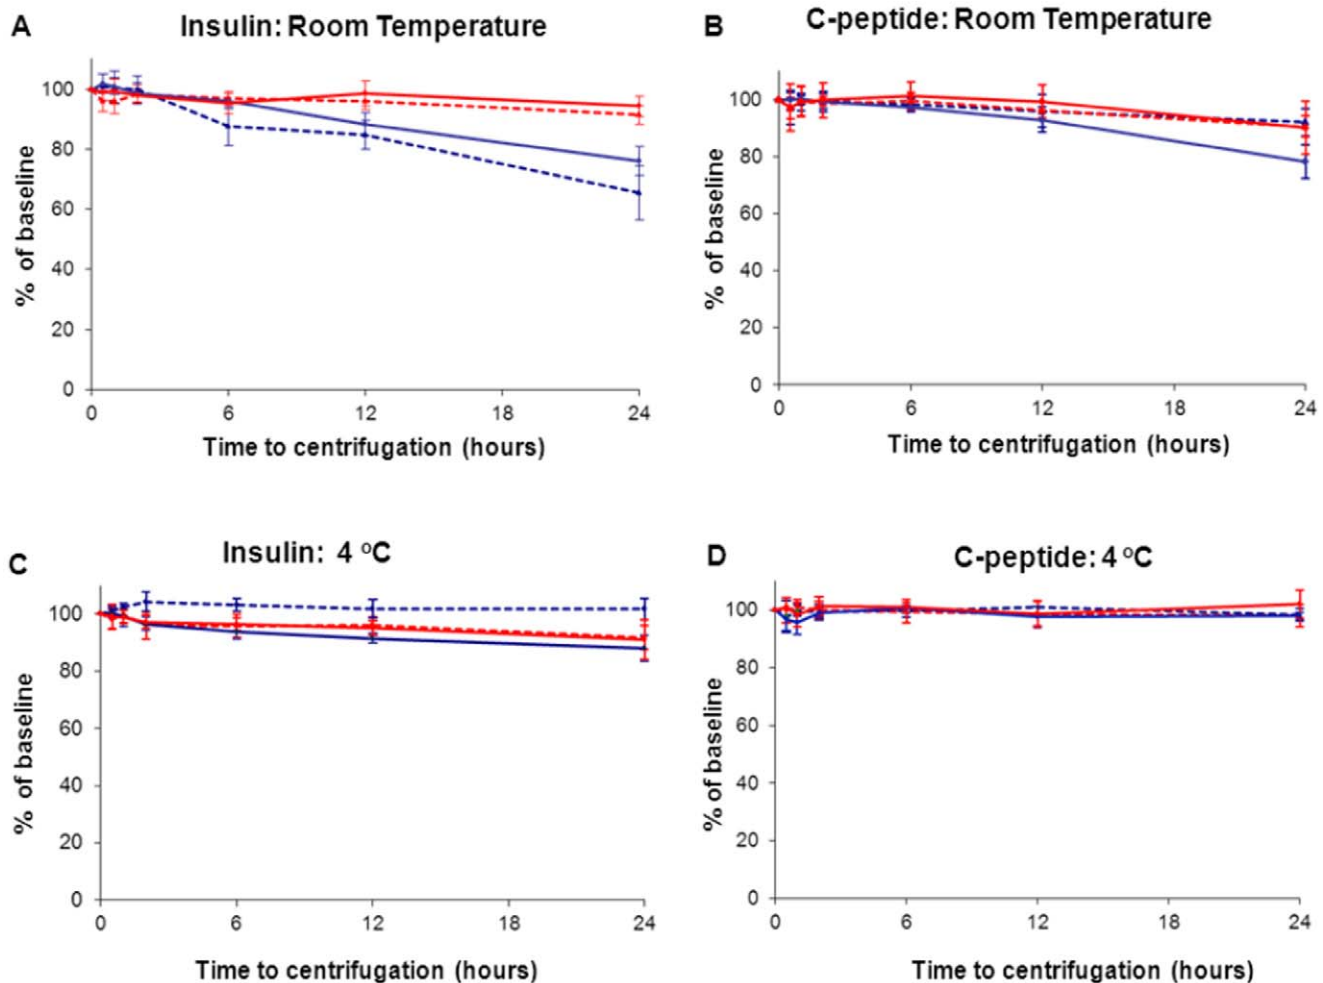 A
Insulin: Room Temperature
100
80
60
40
20
0
% of baseline
0 6 12 18 24
Time to centrifugation (hours)
B
C-peptide: Room Temperature
100
80
60
40
20
0
% of baseline
0 6 12 18 24
Time to centrifugation (hours)
C
Insulin: 4 °C
100
80
60
40
20
0
% of baseline
0 6 12 18 24
Time to centrifugation (hours)
D
C-peptide: 4 °C
100
80
60
40
20
0
% of baseline
0 6 12 18 24
Time to centrifugation (hours)